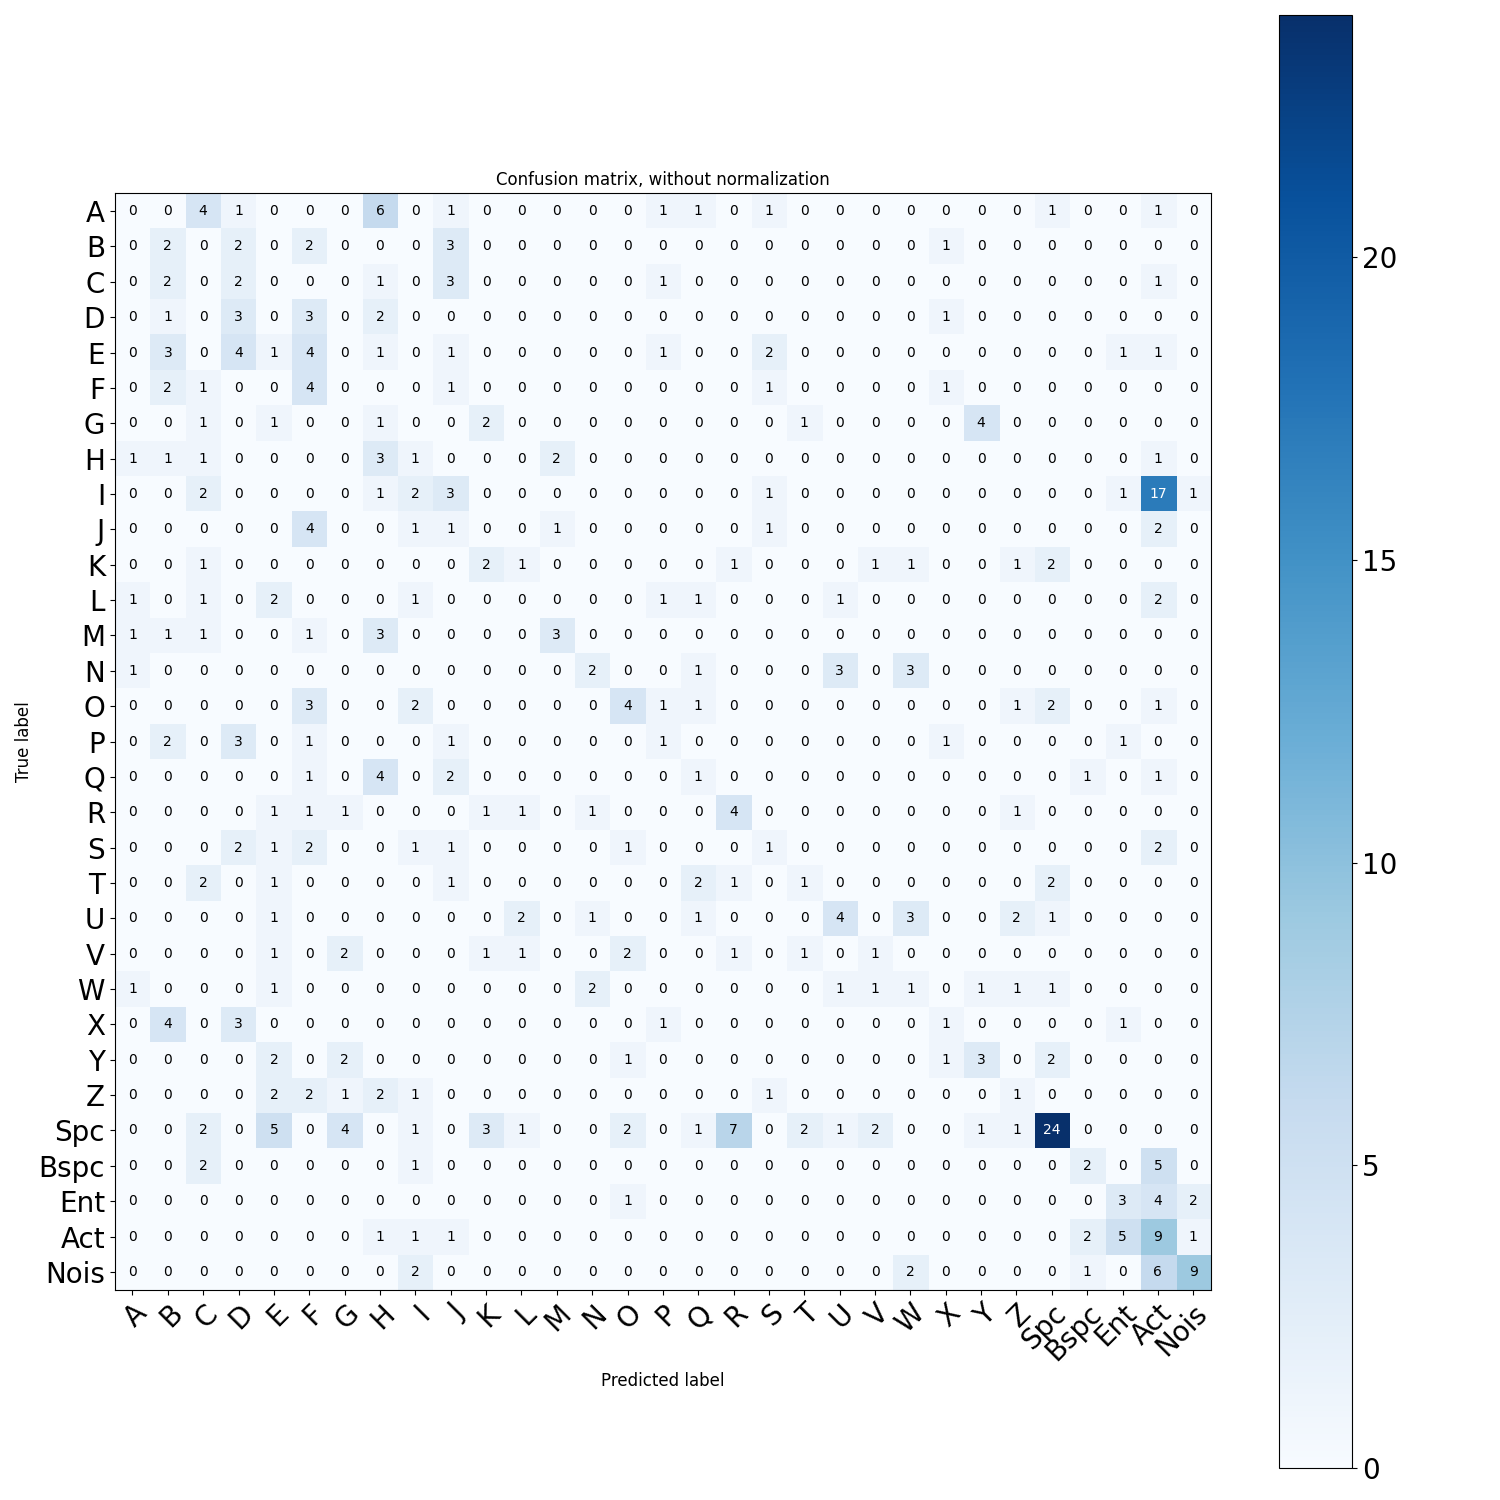 Confusion matrix, without normalization
A 0 0 4 1 0 0 0 6 0 1 0 0 0 0 0 1 1 0 1 0 0 0 0 0 0 0 1 0 0 1 0
B 0 2 0 2 0 2 0 0 0 3 0 0 0 0 0 0 0 0 0 0 0 0 0 1 0 0 0 0 0 0 0
C 0 2 0 2 0 0 0 1 0 3 0 0 0 0 0 1 0 0 0 0 0 0 0 0 0 0 0 0 0 1 0
D 0 1 0 3 0 3 0 2 0 0 0 0 0 0 0 0 0 0 0 0 0 0 0 1 0 0 0 0 0 0 0
E 0 3 0 4 1 4 0 1 0 1 0 0 0 0 0 1 0 0 2 0 0 0 0 0 0 0 0 0 1 1 0
F 0 2 1 0 0 4 0 0 0 1 0 0 0 0 0 0 0 0 1 0 0 0 0 1 0 0 0 0 0 0 0
G 0 0 1 0 1 0 0 1 0 0 2 0 0 0 0 0 0 0 0 1 0 0 0 0 4 0 0 0 0 0 0
H 1 1 1 0 0 0 0 3 1 0 0 0 2 0 0 0 0 0 0 0 0 0 0 0 0 0 0 0 0 1 0
I 0 0 2 0 0 0 0 1 2 3 0 0 0 0 0 0 0 0 1 0 0 0 0 0 0 0 0 0 1 17 1
J 0 0 0 0 0 4 0 0 1 1 0 0 1 0 0 0 0 0 1 0 0 0 0 0 0 0 0 0 0 2 0
K 0 0 1 0 0 0 0 0 0 0 2 1 0 0 0 0 0 1 0 0 0 1 1 0 0 1 2 0 0 0 0
L 1 0 1 0 2 0 0 0 1 0 0 0 0 0 0 1 1 0 0 0 1 0 0 0 0 0 0 0 0 2 0
M 1 1 1 0 0 1 0 3 0 0 0 0 3 0 0 0 0 0 0 0 0 0 0 0 0 0 0 0 0 0 0
N 1 0 0 0 0 0 0 0 0 0 0 0 0 2 0 0 1 0 0 0 3 0 3 0 0 0 0 0 0 0 0
O 0 0 0 0 0 3 0 0 2 0 0 0 0 0 4 1 1 0 0 0 0 0 0 0 0 1 2 0 0 1 0
P 0 2 0 3 0 1 0 0 0 1 0 0 0 0 0 1 0 0 0 0 0 0 0 1 0 0 0 0 1 0 0
Q 0 0 0 0 0 1 0 4 0 2 0 0 0 0 0 0 1 0 0 0 0 0 0 0 0 0 0 1 0 1 0
R 0 0 0 0 1 1 1 0 0 0 1 1 0 1 0 0 0 4 0 0 0 0 0 0 0 1 0 0 0 0 0
S 0 0 0 2 1 2 0 0 1 1 0 0 0 0 1 0 0 0 1 0 0 0 0 0 0 0 0 0 0 2 0
T 0 0 2 0 1 0 0 0 0 1 0 0 0 0 0 0 2 1 0 1 0 0 0 0 0 0 2 0 0 0 0
U 0 0 0 0 1 0 0 0 0 0 0 2 0 1 0 0 1 0 0 0 4 0 3 0 0 2 1 0 0 0 0
V 0 0 0 0 1 0 2 0 0 0 1 1 0 0 2 0 0 1 0 1 0 1 0 0 0 0 0 0 0 0 0
W 1 0 0 0 1 0 0 0 0 0 0 0 0 2 0 0 0 0 0 0 1 1 1 0 1 1 1 0 0 0 0
X 0 4 0 3 0 0 0 0 0 0 0 0 0 0 0 1 0 0 0 0 0 0 0 1 0 0 0 0 1 0 0
Y 0 0 0 0 2 0 2 0 0 0 0 0 0 0 1 0 0 0 0 0 0 0 0 1 3 0 2 0 0 0 0
Z 0 0 0 0 2 2 1 2 1 0 0 0 0 0 0 0 0 0 1 0 0 0 0 0 0 1 0 0 0 0 0
Spc 0 0 2 0 5 0 4 0 1 0 3 1 0 0 2 0 1 7 0 2 1 2 0 0 1 1 24 0 0 0 0
Bspc 0 0 2 0 0 0 0 0 1 0 0 0 0 0 0 0 0 0 0 0 0 0 0 0 0 0 0 2 0 5 0
Ent 0 0 0 0 0 0 0 0 0 0 0 0 0 0 1 0 0 0 0 0 0 0 0 0 0 0 0 0 3 4 2
Act 0 0 0 0 0 0 0 1 1 1 0 0 0 0 0 0 0 0 0 0 0 0 0 0 0 0 0 2 5 9 1
Nois 0 0 0 0 0 0 0 0 2 0 0 0 0 0 0 0 0 0 0 0 0 0 2 0 0 0 0 1 0 6 9
A B C D E F G H I J K L M N O P Q R S T U V W X Y Z Spc Bspc Ent Act Nois
Predicted label
True label
20
15
10
5
0